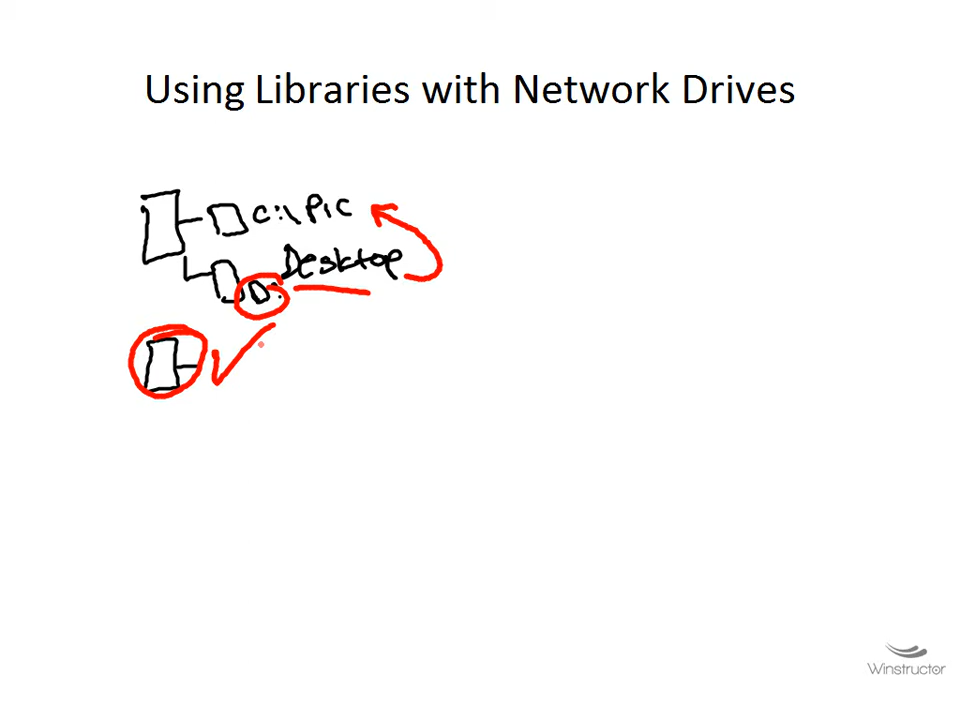 Using Libraries with Network Drives
C:\ Pic
Desktop
D:
Winstructor